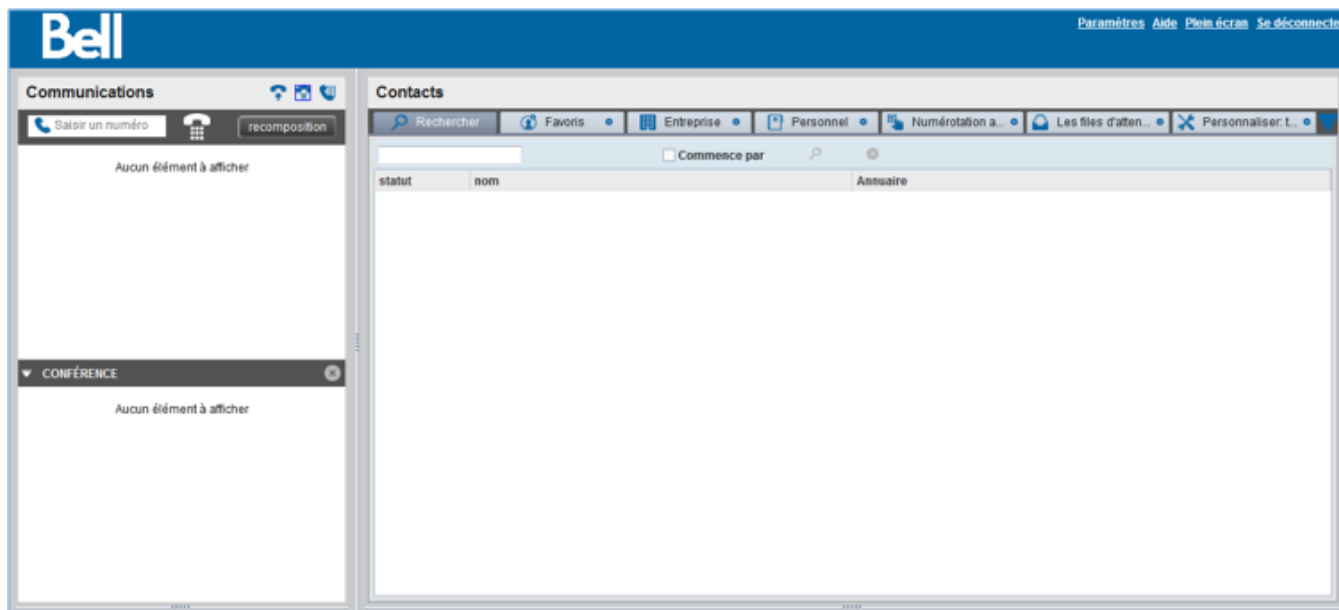 Bell
Paramètres Aide Plein écran Se déconnecte
Communications
Saisir un numéro recomposition
Aucun élément à afficher
CONFÉRENCE
Aucun élément à afficher
Contacts
Rechercher Favoris Entreprise Personnel Numérotation a... Les files d'atten... Personnaliser: t...
Commence par
statut nom Annuaire